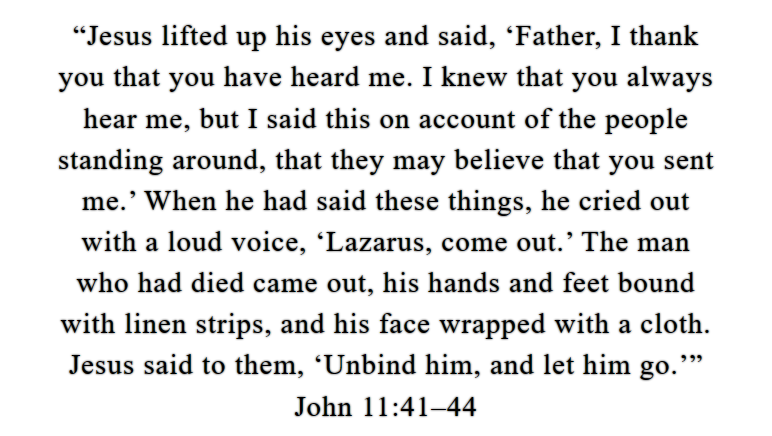 “Jesus lifted up his eyes and said, ‘Father, I thank
you that you have heard me. I knew that you always
hear me, but I said this on account of the people
standing around, that they may believe that you sent
me.’ When he had said these things, he cried out
with a loud voice, ‘Lazarus, come out.’ The man
who had died came out, his hands and feet bound
with linen strips, and his face wrapped with a cloth.
Jesus said to them, ‘Unbind him, and let him go.’”
John 11:41–44